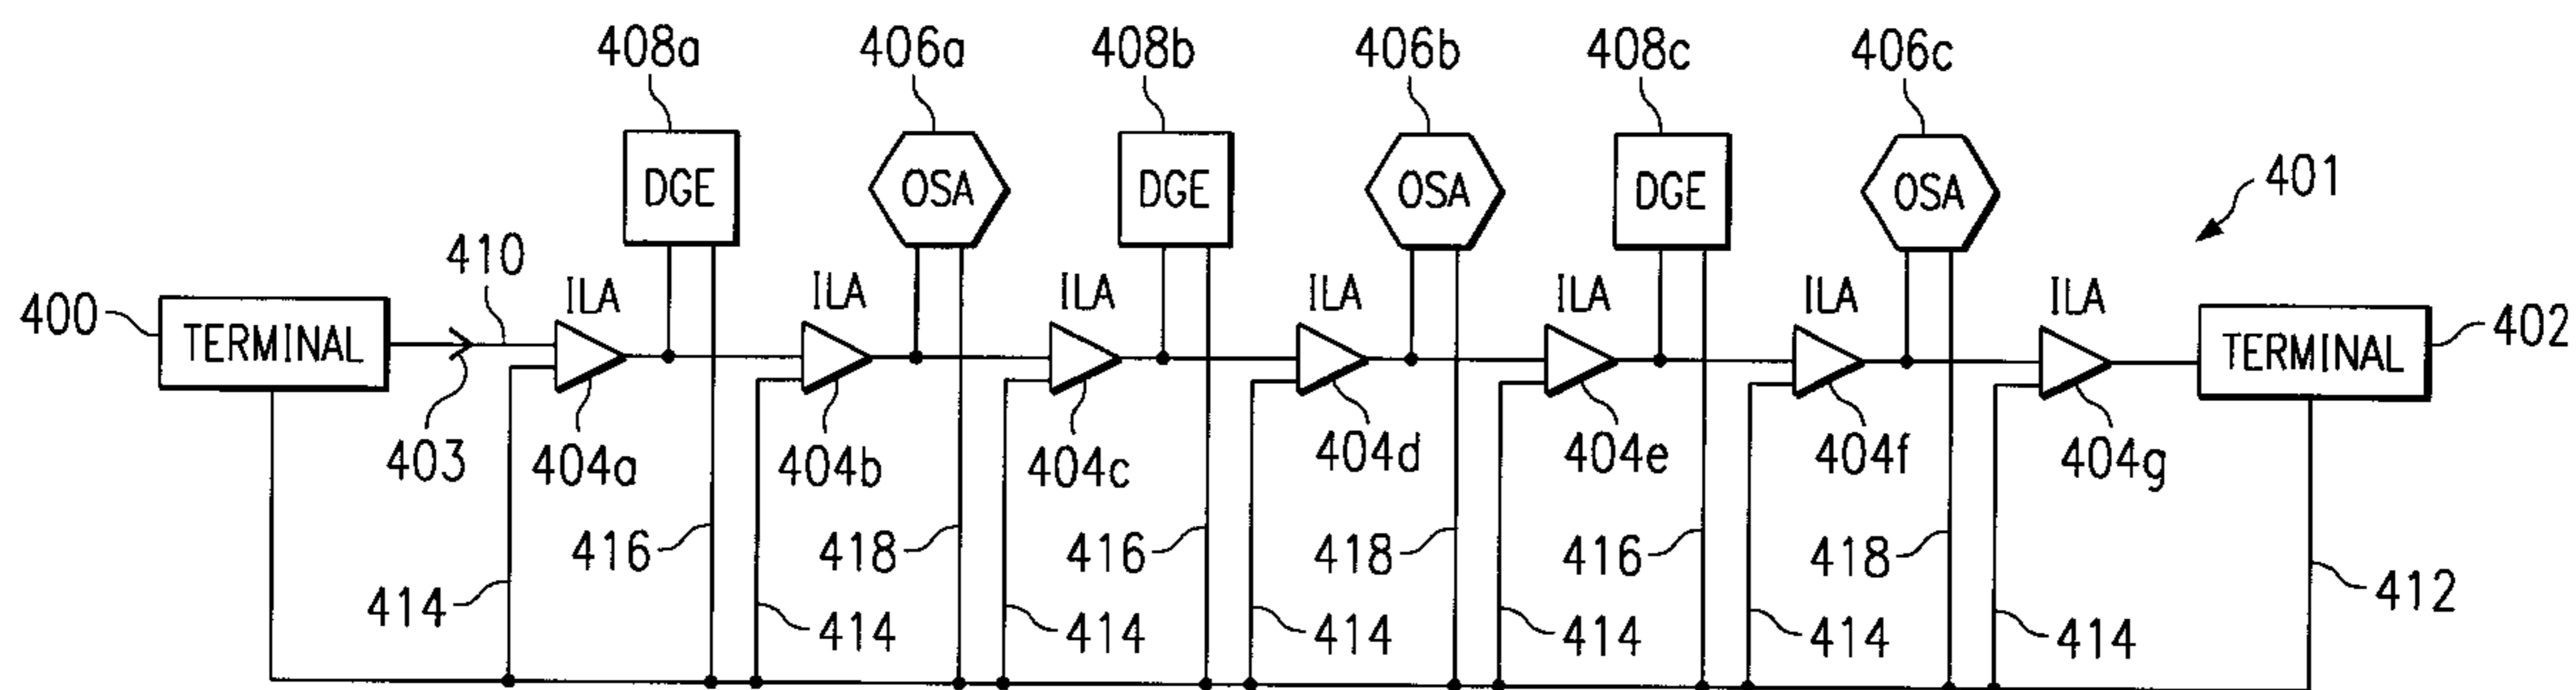 408a 406a 408b 406b 408c 406c
DGE OSA DGE OSA DGE OSA
401
410
ILA ILA ILA ILA ILA ILA ILA
400 TERMINAL TERMINAL 402
403 404a 404b 404c 404d 404e 404f 404g
416 418 416 418 416 418
414 414 414 414 414 414 414 412